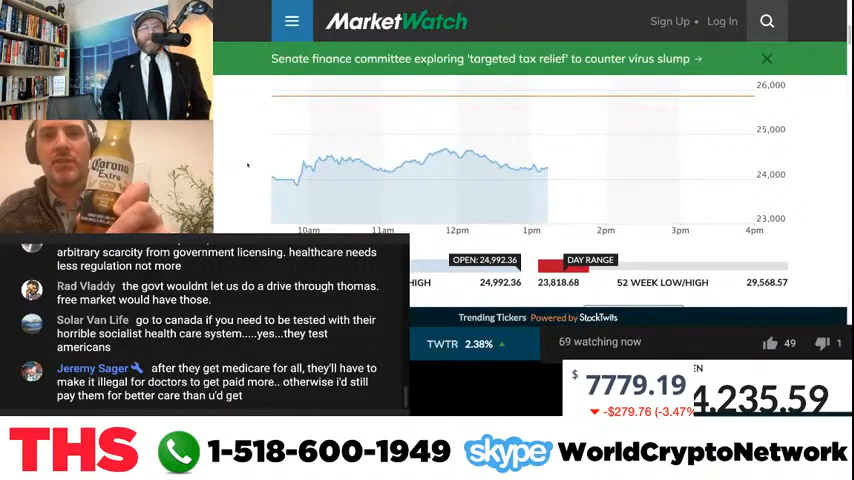 MarketWatch
Sign Up • Log In
Senate finance committee exploring 'targeted tax relief' to counter virus slump →
26,000
25,000
24,000
23,000
10am 11am 12pm 1pm 2pm 3pm 4pm
Corona
Extra
arbitrary scarcity from government licensing. healthcare needs
less regulation not more
Rad Vladdy the govt wouldnt let us do a drive through thomas.
free market would have those.
Solar Van Life go to canada if you need to be tested with their
horrible socialist health care system.....yes...they test
americans
Jeremy Sager after they get medicare for all, they'll have to
make it illegal for doctors to get paid more.. otherwise i'd still
pay them for better care than u'd get
OPEN: 24,992.36
DAY RANGE
HIGH 24,992.36 23,818.68 52 WEEK LOW/HIGH 29,568.57
Trending Tickers Powered by StockTwits
TWTR 2.38%
69 watching now 49 1
$ 7779.19
-$279.76 (-3.47%
EN
4,235.59
THS 1-518-600-1949 skype WorldCryptoNetwork